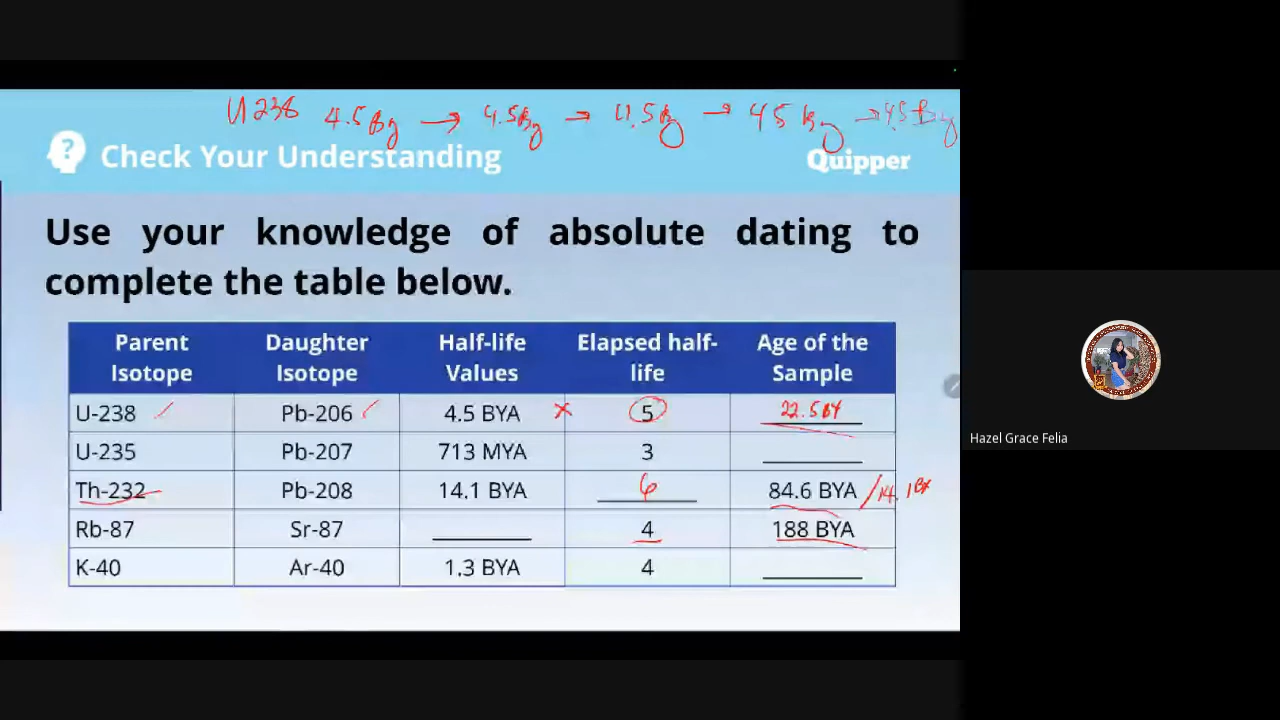 U 238 4.5 By → 4.5 By → 4.5 By → 4.5 By → 4.5 By
Check Your Understanding
Quipper
Use your knowledge of absolute dating to
complete the table below.
Parent Isotope Daughter Isotope Half-life Values Elapsed half-life Age of the Sample
U-238 Pb-206 4.5 BYA × 5 22.5 BY
U-235 Pb-207 713 MYA 3
Th-232 Pb-208 14.1 BYA 6 84.6 BYA / 14.1
Rb-87 Sr-87 4 188 BYA
K-40 Ar-40 1.3 BYA 4
Hazel Grace Felia